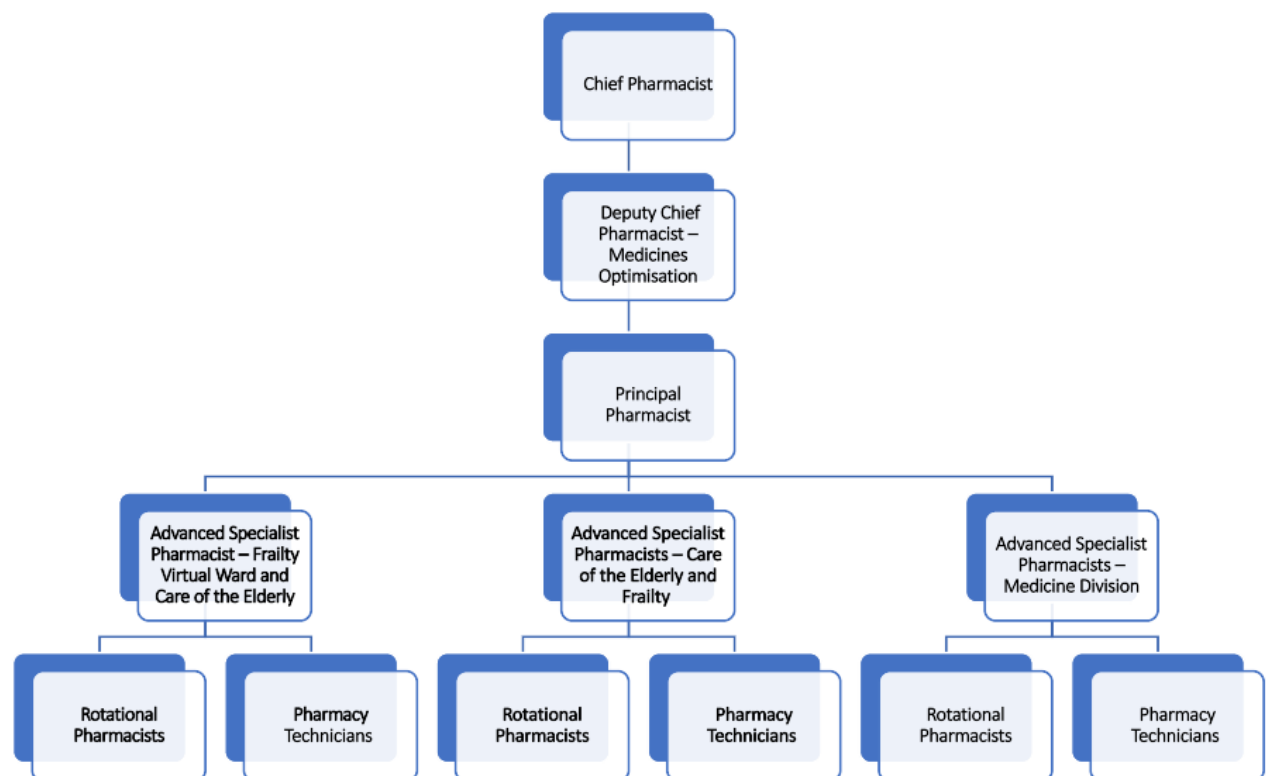 Chief Pharmacist
Deputy Chief
Pharmacist –
Medicines
Optimisation
Principal
Pharmacist
Advanced Specialist
Pharmacist – Frailty
Virtual Ward and
Care of the Elderly
Advanced Specialist
Pharmacists – Care
of the Elderly and
Frailty
Advanced Specialist
Pharmacists –
Medicine Division
Rotational
Pharmacists
Pharmacy
Technicians
Rotational
Pharmacists
Pharmacy
Technicians
Rotational
Pharmacists
Pharmacy
Technicians